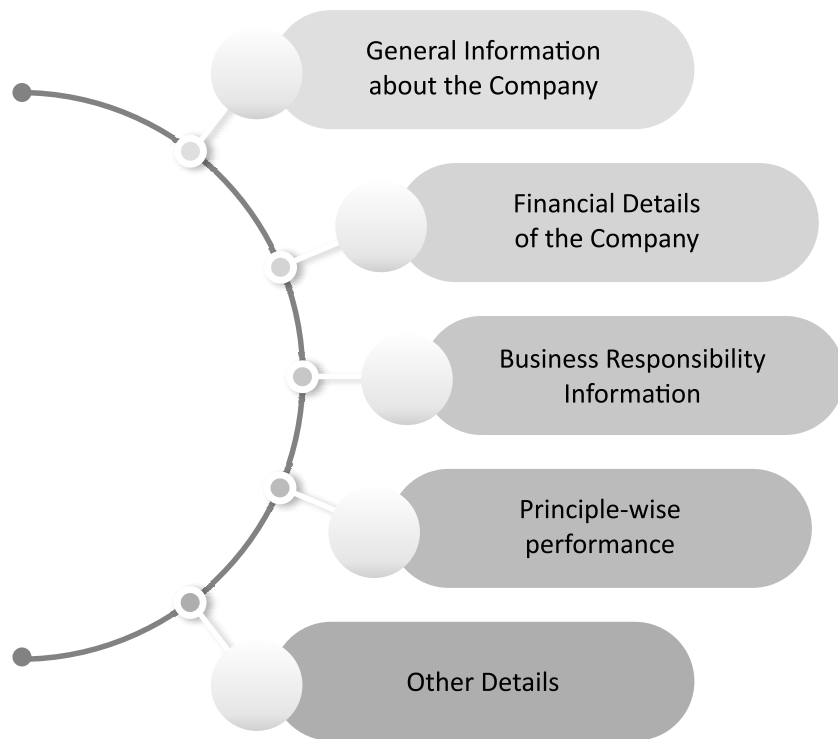 General Information
about the Company
Financial Details
of the Company
Business Responsibility
Information
Principle-wise
performance
Other Details